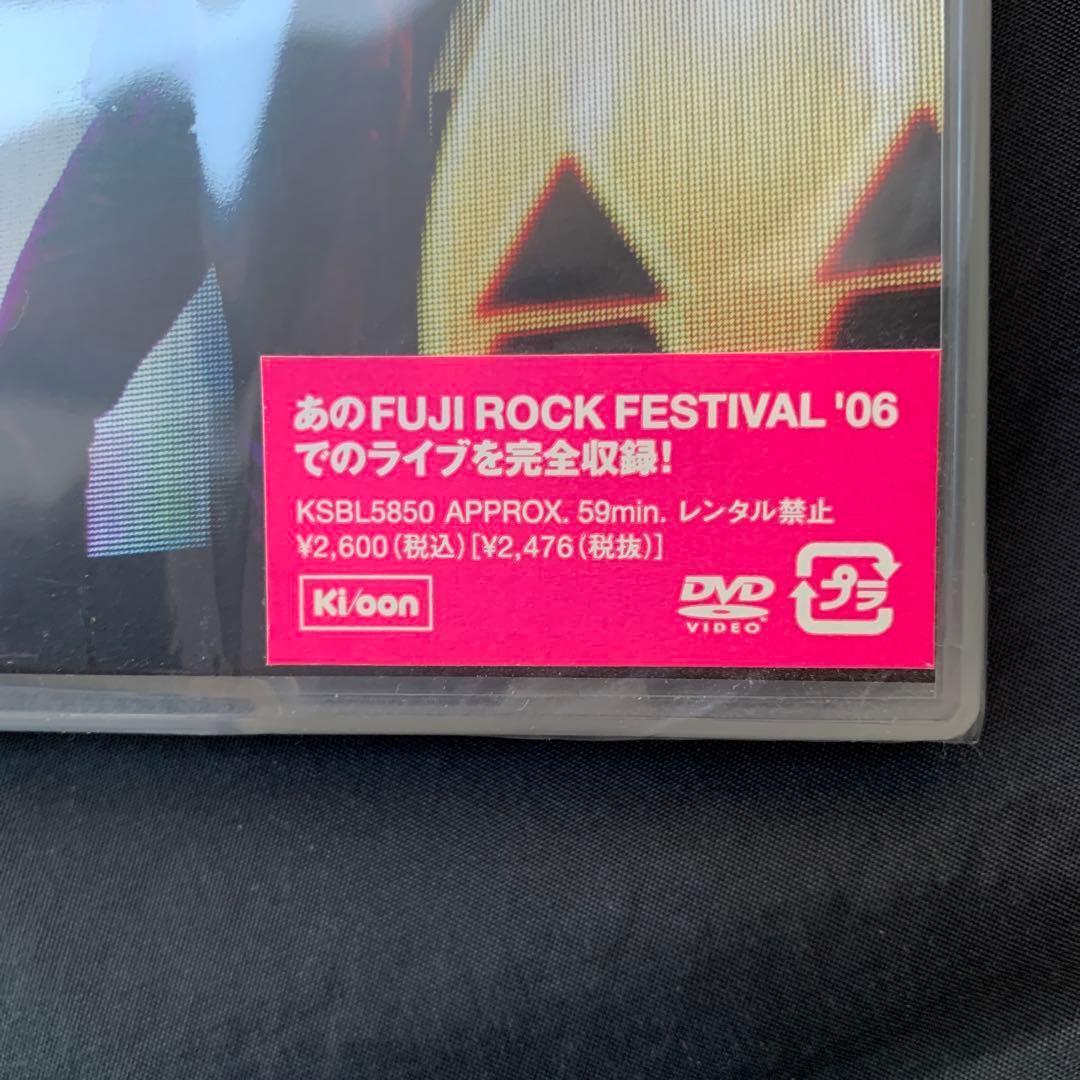 あのFUJI ROCK FESTIVAL '06
でのライブを完全収録!
KSBL5850 APPROX. 59min. レンタル禁止
¥2,600(税込)[¥2,476(税抜)]
Ki/oon
DVD
VIDEO
プラ